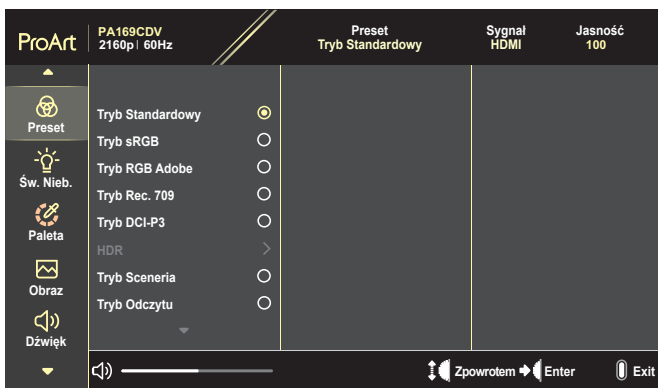 ProArt
PA169CDV
2160p | 60Hz
Preset
Tryb Standardowy
Sygnał
HDMI
Jasność
100
Preset
Św. Nieb.
Paleta
Obraz
Dźwięk
Tryb Standardowy
Tryb sRGB
Tryb RGB Adobe
Tryb Rec. 709
Tryb DCI-P3
HDR
Tryb Sceneria
Tryb Odczytu
Zpowrotem Enter Exit